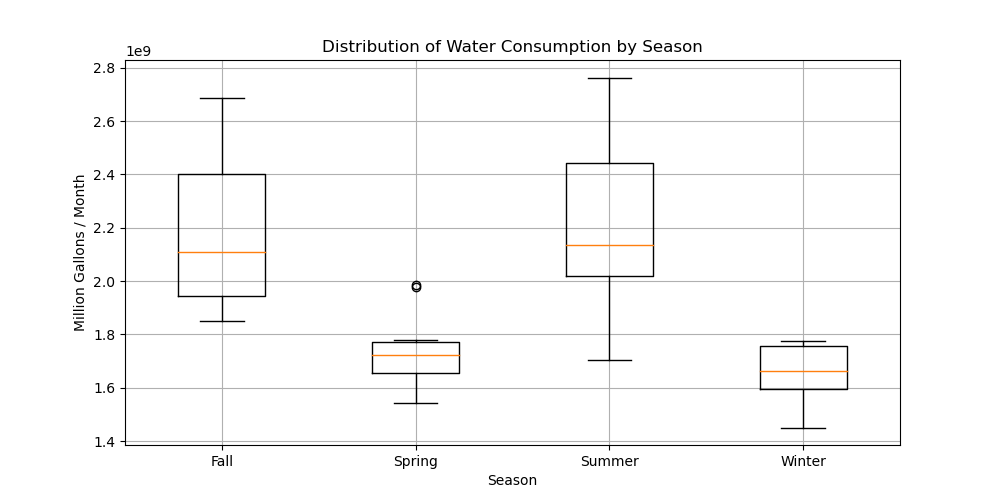 Distribution of Water Consumption by Season
1e9
2.8
2.6
2.4
2.2
2.0
1.8
1.6
1.4
Million Gallons / Month
Fall Spring Summer Winter
Season